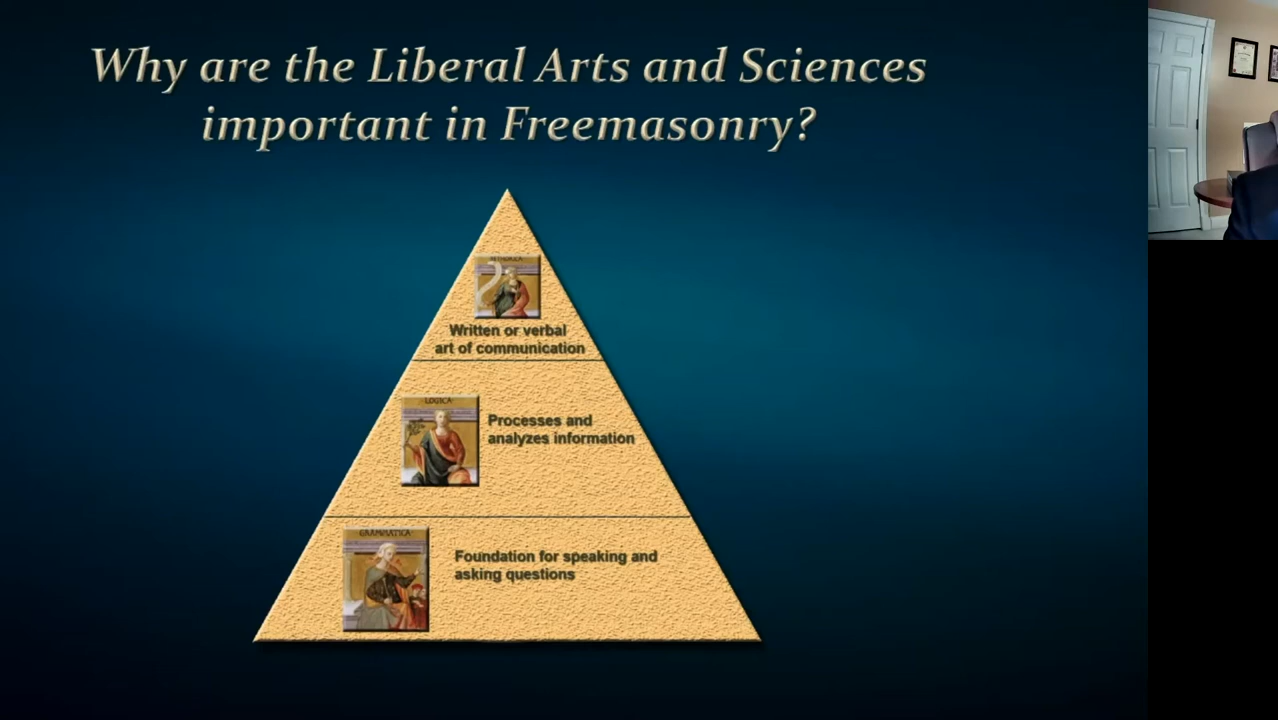 Why are the Liberal Arts and Sciences
important in Freemasonry?
RETHORICA
Written or verbal
art of communication
LOGICA
Processes and
analyzes information
GRAMMATICA
Foundation for speaking and
asking questions